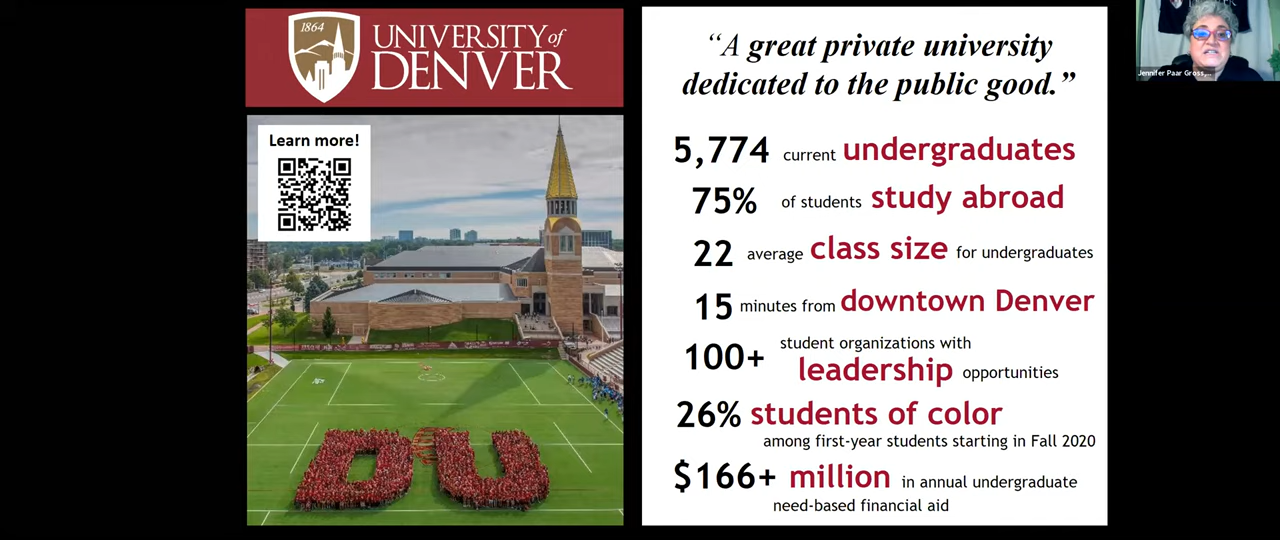 1864
UNIVERSITY of
DENVER
Learn more!
“A great private university
dedicated to the public good.”
5,774 current undergraduates
75% of students study abroad
22 average class size for undergraduates
15 minutes from downtown Denver
100+ student organizations with
leadership opportunities
26% students of color
among first-year students starting in Fall 2020
$166+ million in annual undergraduate
need-based financial aid
Jennifer Paar Gross,...